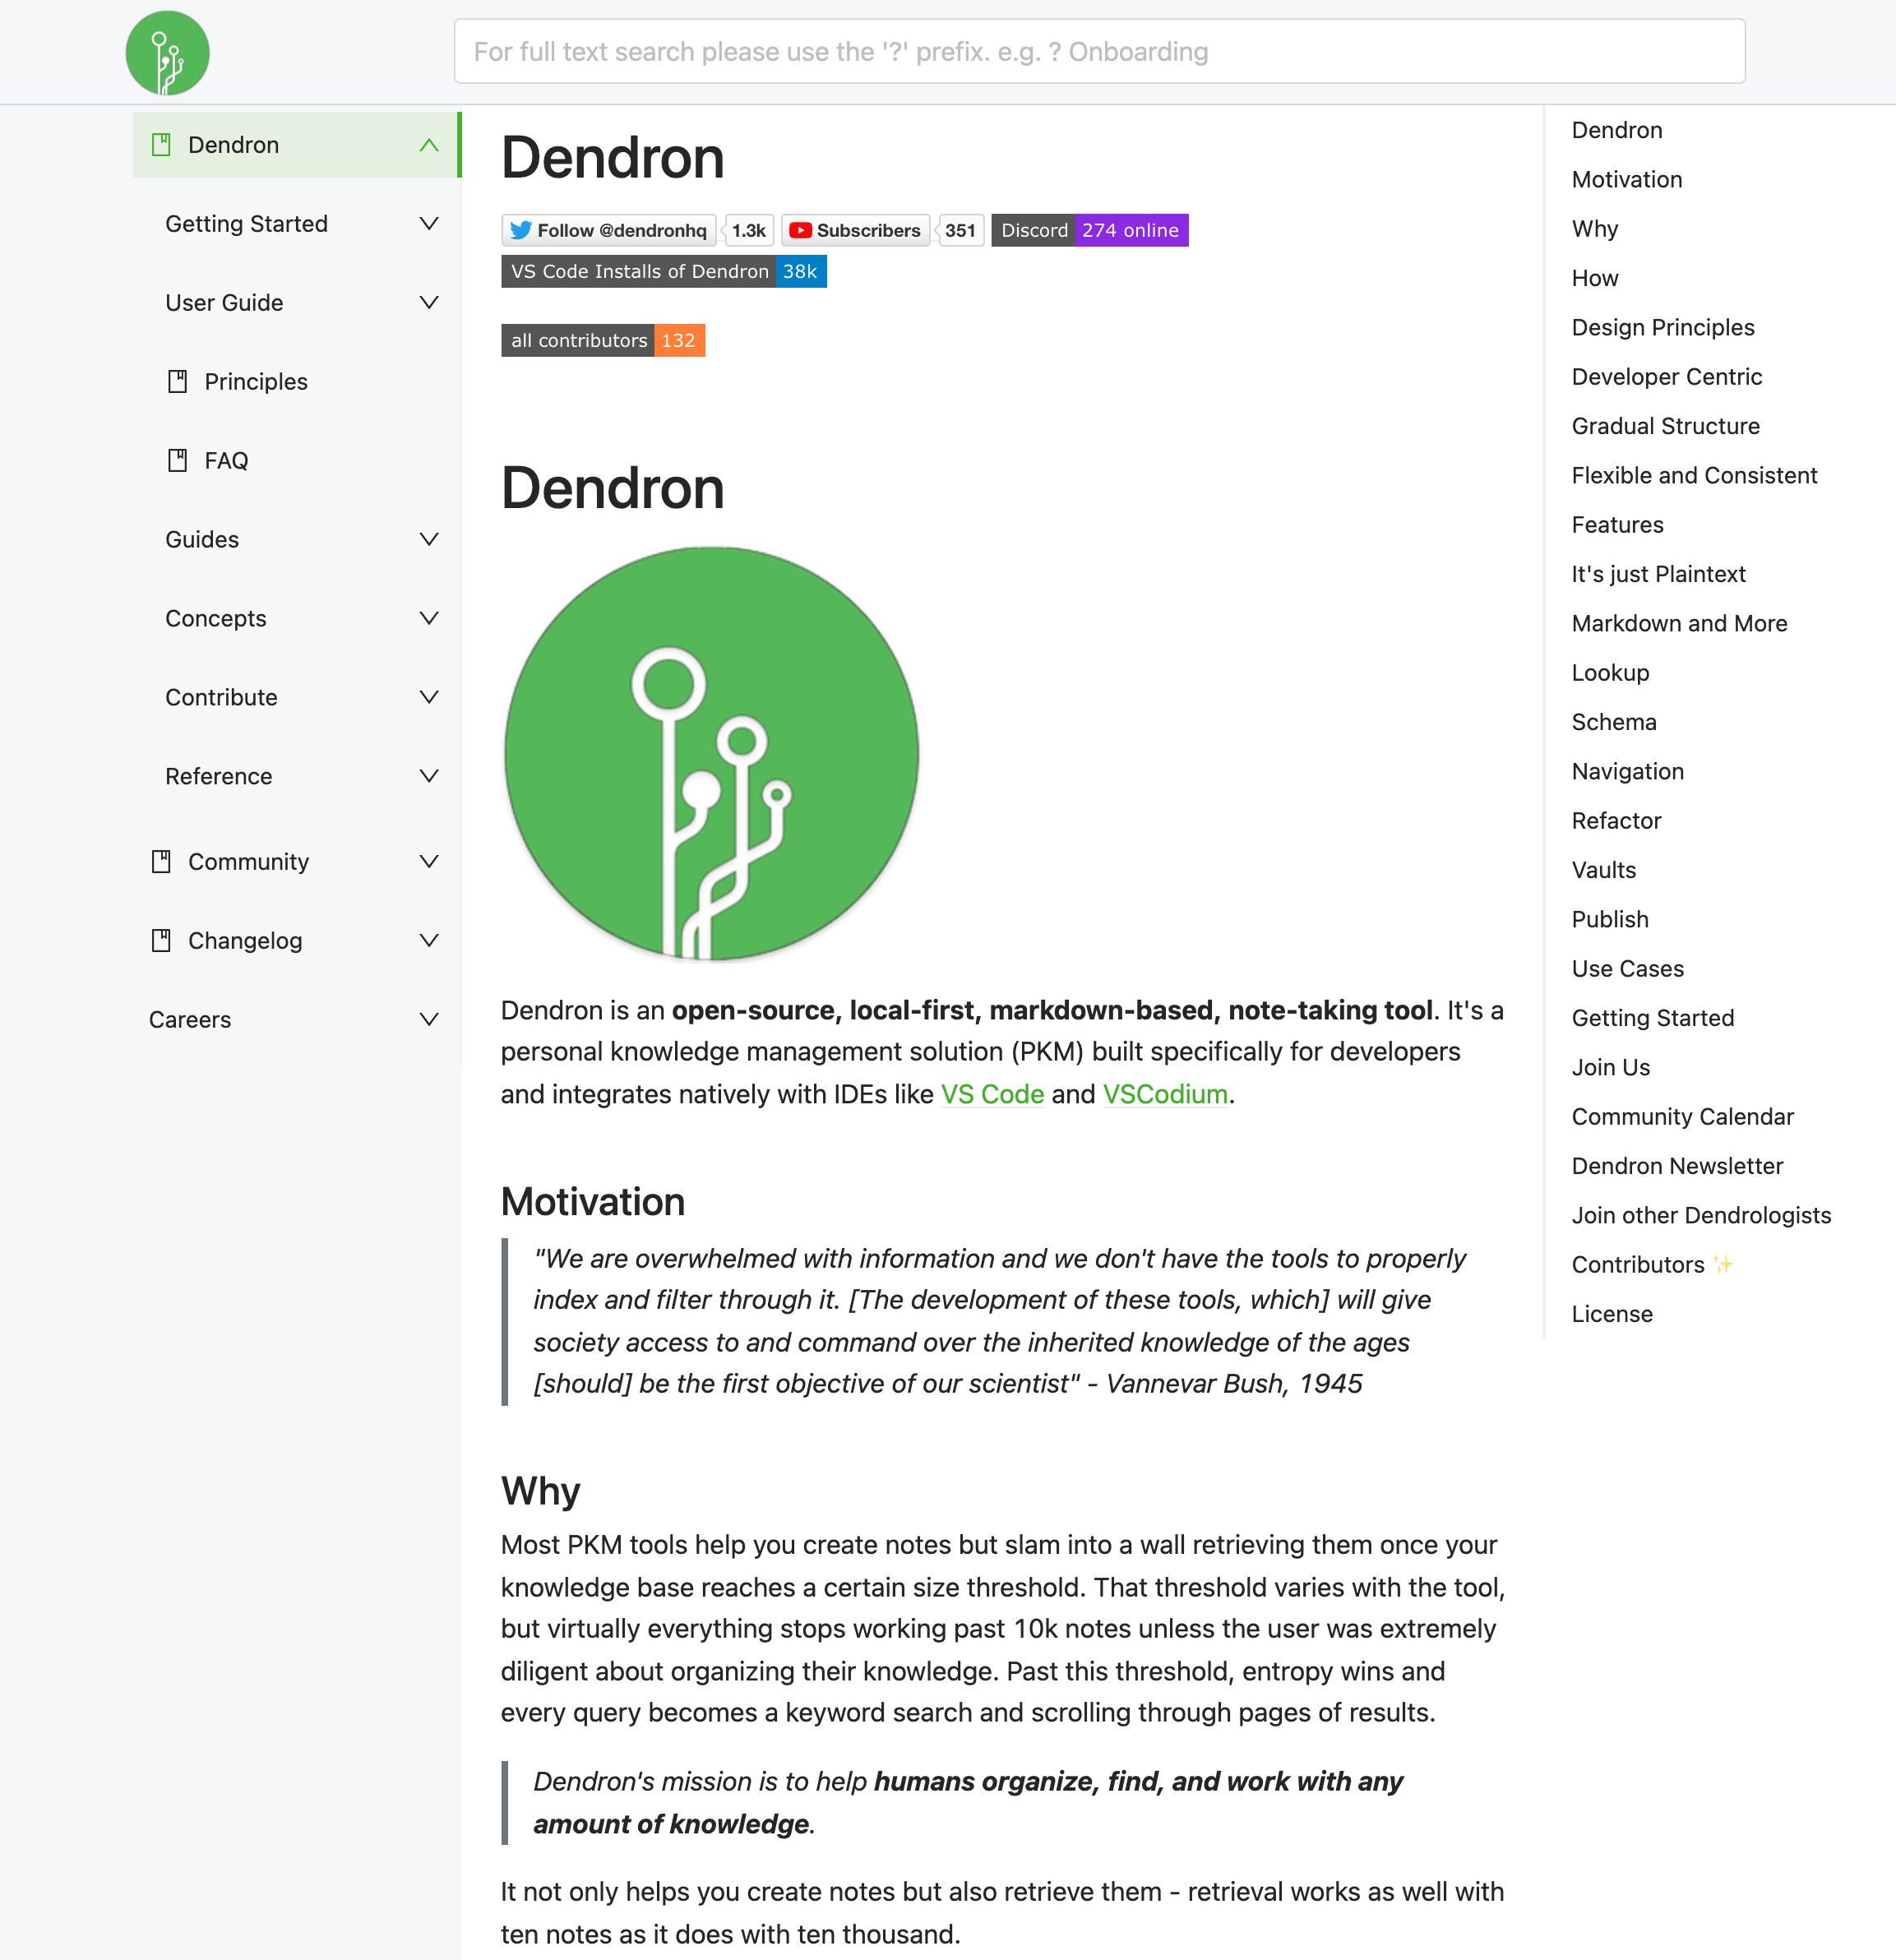 For full text search please use the '?' prefix. e.g. ? Onboarding
Dendron
Getting Started
User Guide
Principles
FAQ
Guides
Concepts
Contribute
Reference
Community
Changelog
Careers
Dendron
Follow @dendronhq 1.3k Subscribers 351 Discord 274 online
VS Code Installs of Dendron 38k
all contributors 132
Dendron
Dendron is an open-source, local-first, markdown-based, note-taking tool. It's a
personal knowledge management solution (PKM) built specifically for developers
and integrates natively with IDEs like VS Code and VSCodium.
Motivation
"We are overwhelmed with information and we don't have the tools to properly
index and filter through it. [The development of these tools, which] will give
society access to and command over the inherited knowledge of the ages
[should] be the first objective of our scientist" - Vannevar Bush, 1945
Why
Most PKM tools help you create notes but slam into a wall retrieving them once your
knowledge base reaches a certain size threshold. That threshold varies with the tool,
but virtually everything stops working past 10k notes unless the user was extremely
diligent about organizing their knowledge. Past this threshold, entropy wins and
every query becomes a keyword search and scrolling through pages of results.
Dendron's mission is to help humans organize, find, and work with any
amount of knowledge.
It not only helps you create notes but also retrieve them - retrieval works as well with
ten notes as it does with ten thousand.
Dendron
Motivation
Why
How
Design Principles
Developer Centric
Gradual Structure
Flexible and Consistent
Features
It's just Plaintext
Markdown and More
Lookup
Schema
Navigation
Refactor
Vaults
Publish
Use Cases
Getting Started
Join Us
Community Calendar
Dendron Newsletter
Join other Dendrologists
Contributors ✨
License